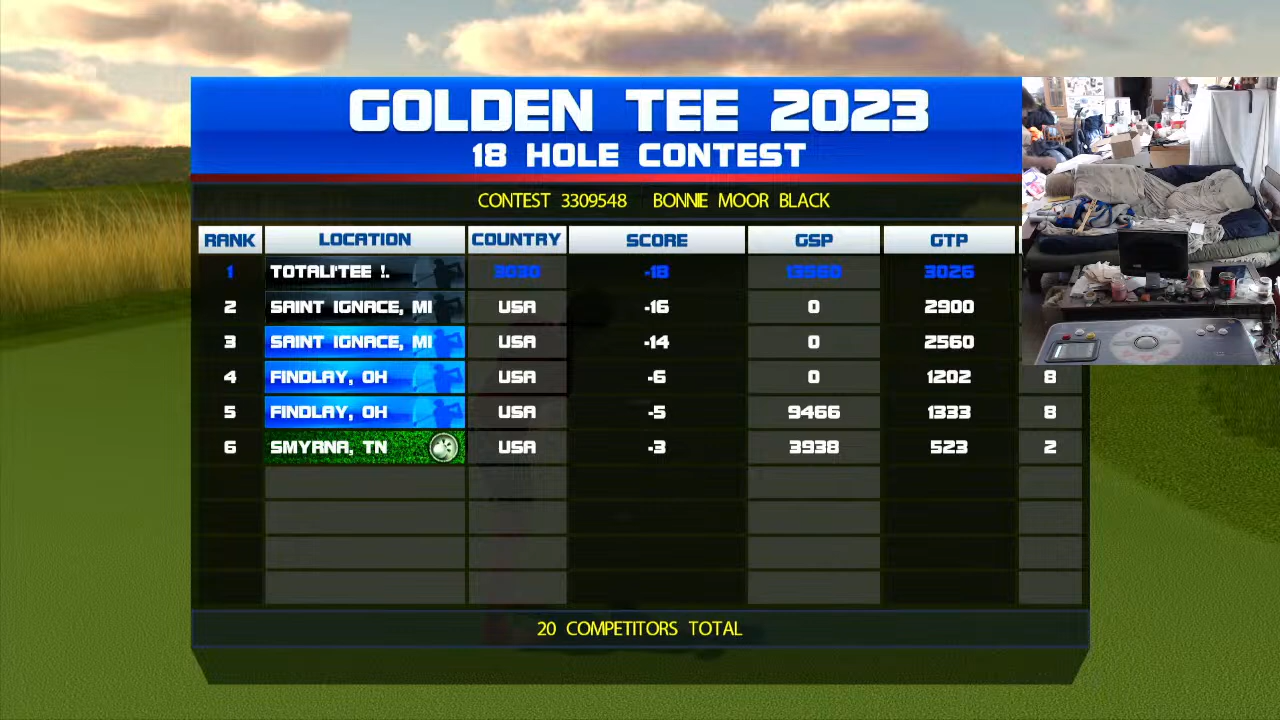 GOLDEN TEE 2023
18 HOLE CONTEST
CONTEST 3309548 BONNIE MOOR BLACK
RANK LOCATION COUNTRY SCORE GSP GTP
1 TOTALI'TEE !. 3030 -18 13560 3026
2 SAINT IGNACE, MI USA -16 0 2900
3 SAINT IGNACE, MI USA -14 0 2560
4 FINDLAY, OH USA -6 0 1202 8
5 FINDLAY, OH USA -5 9466 1333 8
6 SMYRNA, TN USA -3 3938 523 2
20 COMPETITORS TOTAL